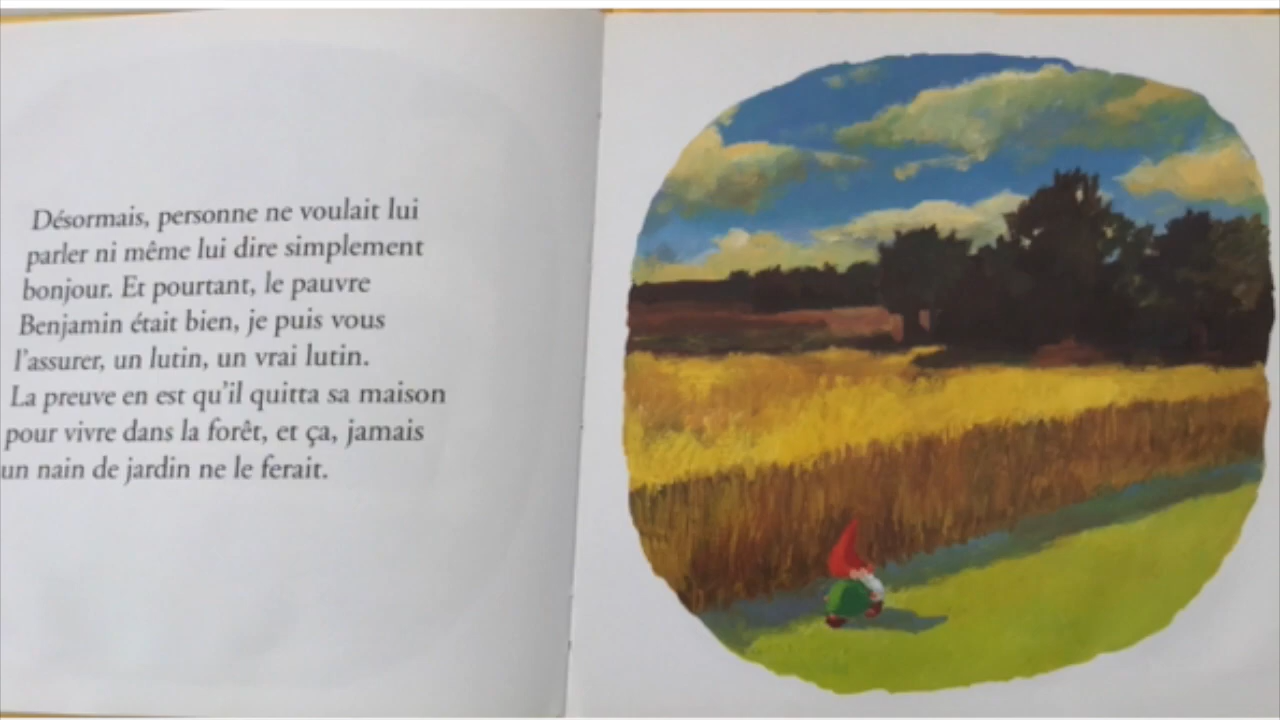 Désormais, personne ne voulait lui
parler ni même lui dire simplement
bonjour. Et pourtant, le pauvre
Benjamin était bien, je puis vous
l'assurer, un lutin, un vrai lutin.
La preuve en est qu'il quitta sa maison
pour vivre dans la forêt, et ça, jamais
un nain de jardin ne le ferait.